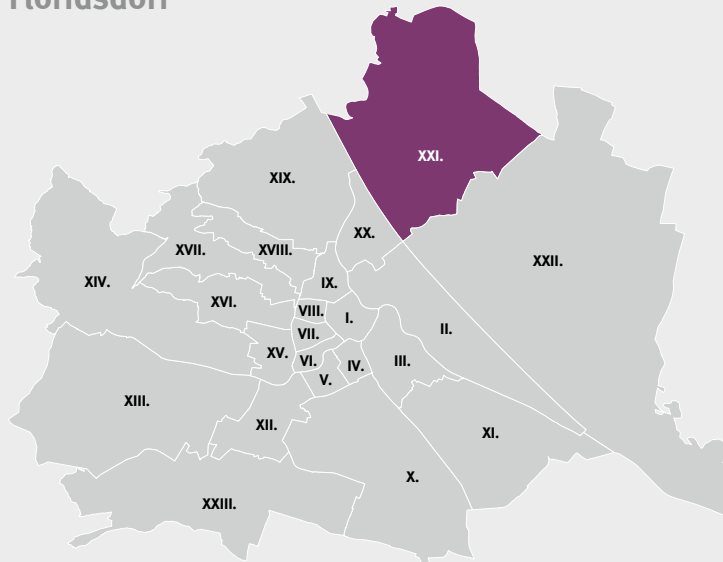 Floridsdorf
XXI.
XIX.
XX.
XVII.
XVIII.
XXII.
XIV.
IX.
XVI.
VIII.
I.
II.
VII.
XV.
VI.
IV.
III.
V.
XIII.
XII.
XI.
X.
XXIII.